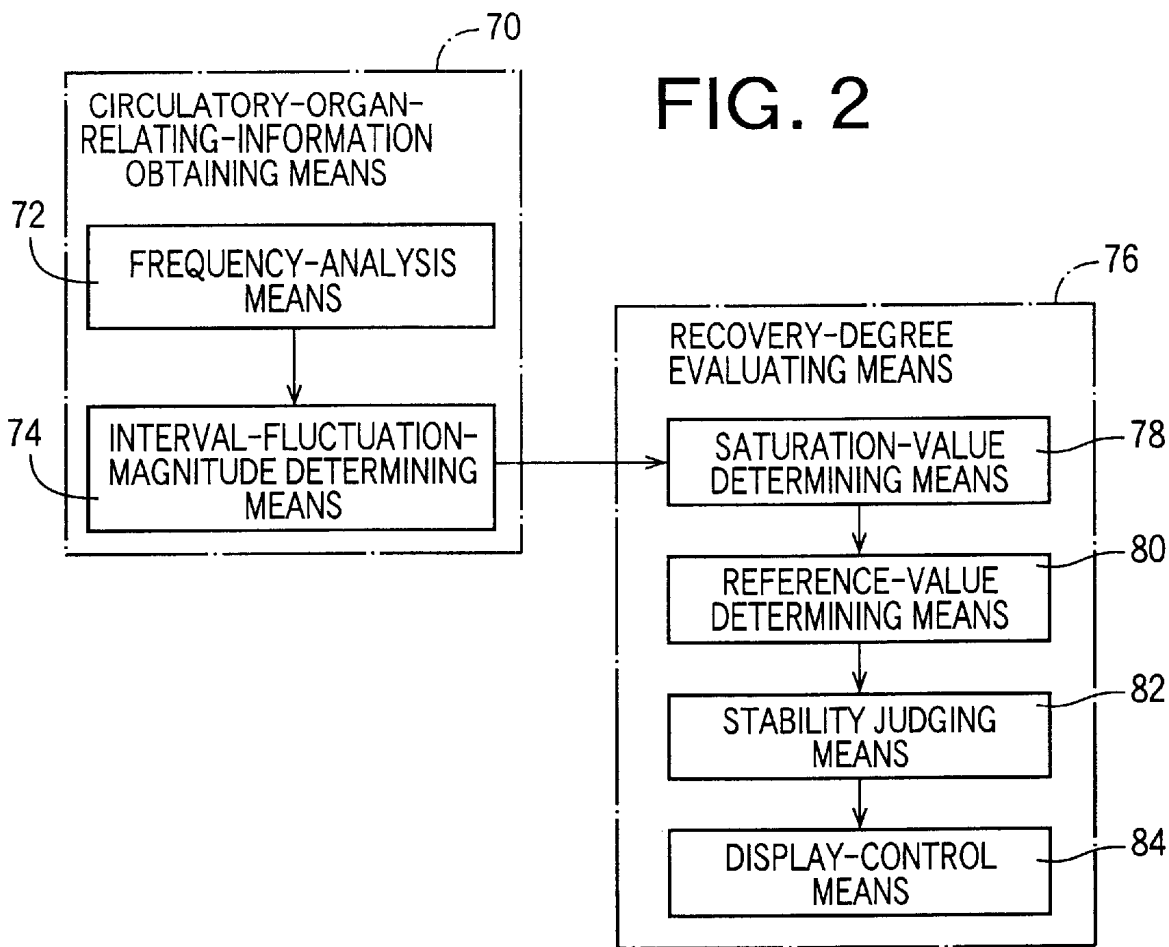 70
FIG. 2
CIRCULATORY-ORGAN-
RELATING-INFORMATION
OBTAINING MEANS
72
FREQUENCY-ANALYSIS
MEANS
74
INTERVAL-FLUCTUATION-
MAGNITUDE DETERMINING
MEANS
76
RECOVERY-DEGREE
EVALUATING MEANS
SATURATION-VALUE
DETERMINING MEANS
78
REFERENCE-VALUE
DETERMINING MEANS
80
STABILITY JUDGING
MEANS
82
DISPLAY-CONTROL
MEANS
84